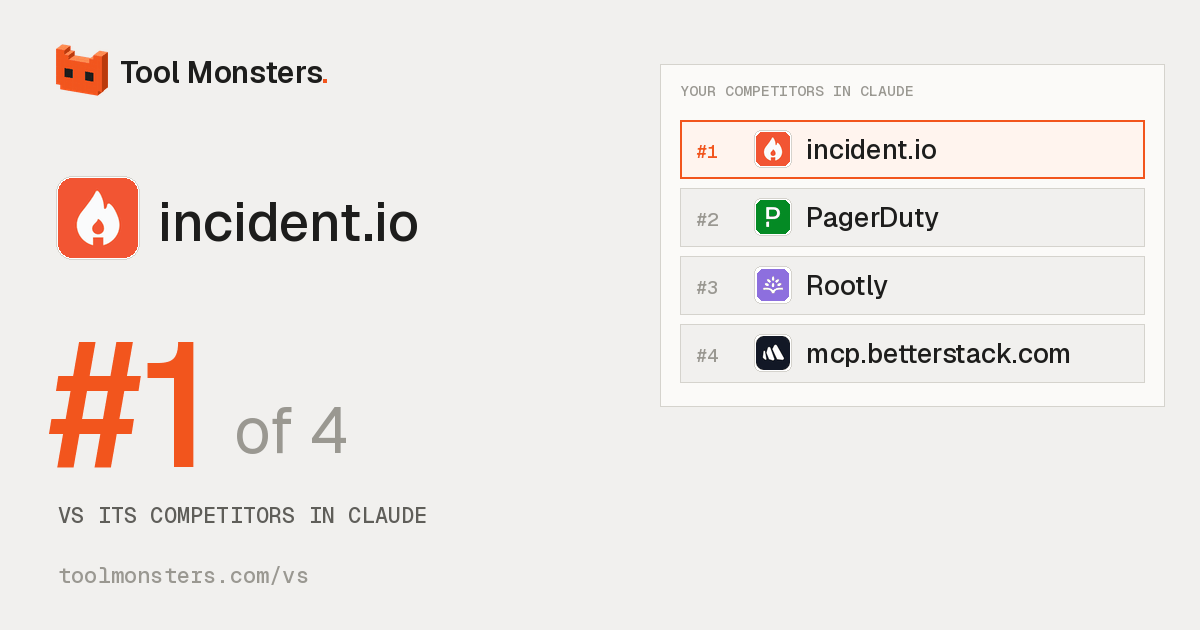 Tool Monsters.
incident.io
#1 of 4
VS ITS COMPETITORS IN CLAUDE
toolmonsters.com/vs
YOUR COMPETITORS IN CLAUDE
#1 incident.io
#2 PagerDuty
#3 Rootly
#4 mcp.betterstack.com